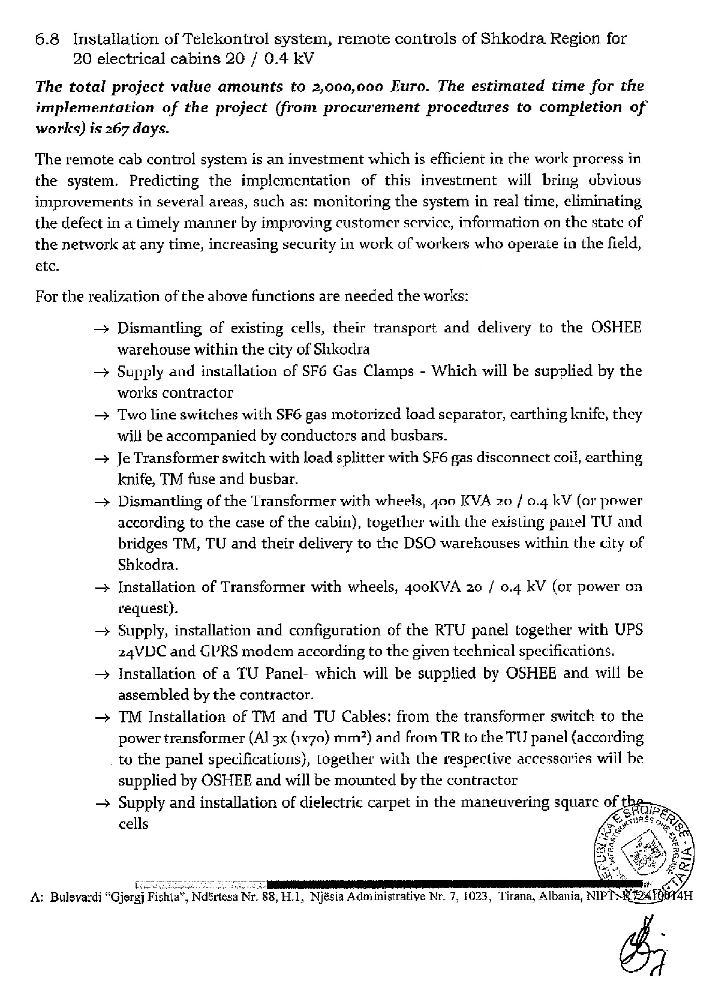 6.8 Installation of Telekontrol system, remote controls of Shkodra Region for
20 electrical cabins 20 / 0.4 kV
The total project value amounts to 2,000,000 Euro. The estimated time for the
implementation of the project (from procurement procedures to completion of
works) is 267 days.
The remote cab control system is an investment which is efficient in the work process in
the system. Predicting the implementation of this investment will bring obvious
improvements in several areas, such as: monitoring the system in real time, eliminating
the defect in a timely manner by improving customer service, information on the state of
the network at any time, increasing security in work of workers who operate in the field,
etc.
For the realization of the above functions are needed the works:
→ Dismantling of existing cells, their transport and delivery to the OSHEE
warehouse within the city of Shkodra
→ Supply and installation of SF6 Gas Clamps - Which will be supplied by the
works contractor
→ Two line switches with SF6 gas motorized load separator, earthing knife, they
will be accompanied by conductors and busbars.
→ Je Transformer switch with load splitter with SF6 gas disconnect coil, earthing
knife, TM fuse and busbar.
→ Dismantling of the Transformer with wheels, 400 KVA 20 / 0.4 kV (or power
according to the case of the cabin), together with the existing panel TU and
bridges TM, TU and their delivery to the DSO warehouses within the city of
Shkodra.
→ Installation of Transformer with wheels, 400KVA 20 / 0.4 kV (or power on
request).
→ Supply, installation and configuration of the RTU panel together with UPS
24VDC and GPRS modem according to the given technical specifications.
→ Installation of a TU Panel- which will be supplied by OSHEE and will be
assembled by the contractor.
→ TM Installation of TM and TU Cables: from the transformer switch to the
power transformer (Al 3x (1x70) mm²) and from TR to the TU panel (according
to the panel specifications), together with the respective accessories will be
supplied by OSHEE and will be mounted by the contractor
→ Supply and installation of dielectric carpet in the maneuvering square of the
cells
SHQIPËRISË
DHE ENERGJISË
A: Bulevardi “Gjergj Fishta”, Ndërtesa Nr. 88, H.1, Njësia Administrative Nr. 7, 1023, Tirana, Albania, NIPT: K72410014H